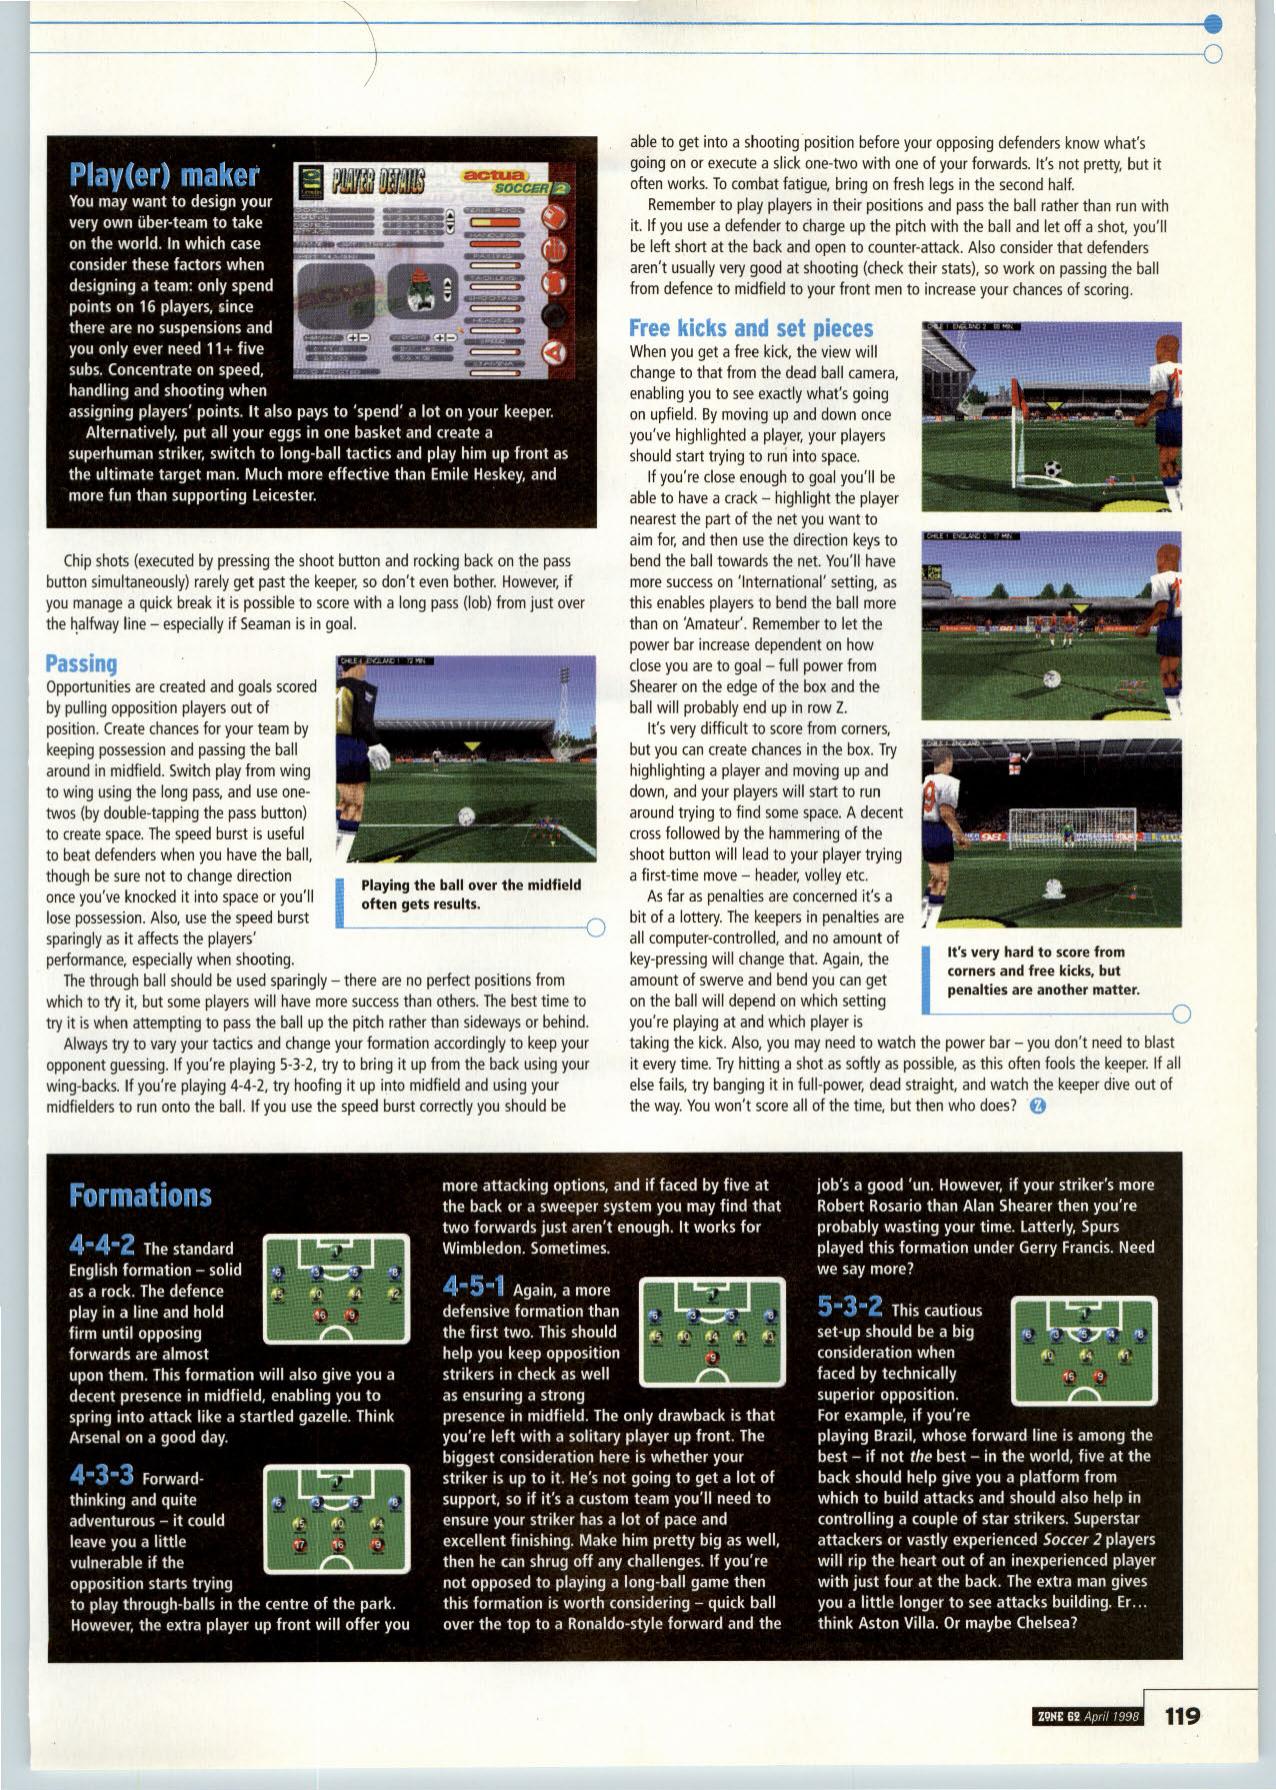 Play(er) maker
You may want to design your
very own über-team to take
on the world. In which case
consider these factors when
designing a team: only spend
points on 16 players, since
there are no suspensions and
you only ever need 11+ five
subs. Concentrate on speed,
handling and shooting when
assigning players' points. It also pays to 'spend' a lot on your keeper.
Alternatively, put all your eggs in one basket and create a
superhuman striker, switch to long-ball tactics and play him up front as
the ultimate target man. Much more effective than Emile Heskey, and
more fun than supporting Leicester.
PLAYER DETAILS
actua
SOCCER 2
Chip shots (executed by pressing the shoot button and rocking back on the pass
button simultaneously) rarely get past the keeper, so don't even bother. However, if
you manage a quick break it is possible to score with a long pass (lob) from just over
the halfway line – especially if Seaman is in goal.
Passing
Opportunities are created and goals scored
by pulling opposition players out of
position. Create chances for your team by
keeping possession and passing the ball
around in midfield. Switch play from wing
to wing using the long pass, and use one-
twos (by double-tapping the pass button)
to create space. The speed burst is useful
to beat defenders when you have the ball,
though be sure not to change direction
once you've knocked it into space or you'll
lose possession. Also, use the speed burst
sparingly as it affects the players'
performance, especially when shooting.
The through ball should be used sparingly – there are no perfect positions from
which to try it, but some players will have more success than others. The best time to
try it is when attempting to pass the ball up the pitch rather than sideways or behind.
Always try to vary your tactics and change your formation accordingly to keep your
opponent guessing. If you're playing 5-3-2, try to bring it up from the back using your
wing-backs. If you're playing 4-4-2, try hoofing it up into midfield and using your
midfielders to run onto the ball. If you use the speed burst correctly you should be
CHILE 1 ENGLAND 1 72 MIN
Playing the ball over the midfield
often gets results.
able to get into a shooting position before your opposing defenders know what's
going on or execute a slick one-two with one of your forwards. It's not pretty, but it
often works. To combat fatigue, bring on fresh legs in the second half.
Remember to play players in their positions and pass the ball rather than run with
it. If you use a defender to charge up the pitch with the ball and let off a shot, you'll
be left short at the back and open to counter-attack. Also consider that defenders
aren't usually very good at shooting (check their stats), so work on passing the ball
from defence to midfield to your front men to increase your chances of scoring.
Free kicks and set pieces
When you get a free kick, the view will
change to that from the dead ball camera,
enabling you to see exactly what's going
on upfield. By moving up and down once
you've highlighted a player, your players
should start trying to run into space.
If you're close enough to goal you'll be
able to have a crack – highlight the player
nearest the part of the net you want to
aim for, and then use the direction keys to
bend the ball towards the net. You'll have
more success on 'International' setting, as
this enables players to bend the ball more
than on 'Amateur'. Remember to let the
power bar increase dependent on how
close you are to goal – full power from
Shearer on the edge of the box and the
ball will probably end up in row Z.
It's very difficult to score from corners,
but you can create chances in the box. Try
highlighting a player and moving up and
down, and your players will start to run
around trying to find some space. A decent
cross followed by the hammering of the
shoot button will lead to your player trying
a first-time move – header, volley etc.
As far as penalties are concerned it's a
bit of a lottery. The keepers in penalties are
all computer-controlled, and no amount of
key-pressing will change that. Again, the
amount of swerve and bend you can get
on the ball will depend on which setting
you're playing at and which player is
taking the kick. Also, you may need to watch the power bar – you don't need to blast
it every time. Try hitting a shot as softly as possible, as this often fools the keeper. If all
else fails, try banging it in full-power, dead straight, and watch the keeper dive out of
the way. You won't score all of the time, but then who does? Z
It's very hard to score from
corners and free kicks, but
penalties are another matter.
Formations
4-4-2 The standard
English formation – solid
as a rock. The defence
play in a line and hold
firm until opposing
forwards are almost
upon them. This formation will also give you a
decent presence in midfield, enabling you to
spring into attack like a startled gazelle. Think
Arsenal on a good day.
4-3-3 Forward-
thinking and quite
adventurous – it could
leave you a little
vulnerable if the
opposition starts trying
to play through-balls in the centre of the park.
However, the extra player up front will offer you
more attacking options, and if faced by five at
the back or a sweeper system you may find that
two forwards just aren't enough. It works for
Wimbledon. Sometimes.
4-5-1 Again, a more
defensive formation than
the first two. This should
help you keep opposition
strikers in check as well
as ensuring a strong
presence in midfield. The only drawback is that
you're left with a solitary player up front. The
biggest consideration here is whether your
striker is up to it. He's not going to get a lot of
support, so if it's a custom team you'll need to
ensure your striker has a lot of pace and
excellent finishing. Make him pretty big as well,
then he can shrug off any challenges. If you're
not opposed to playing a long-ball game then
this formation is worth considering – quick ball
over the top to a Ronaldo-style forward and the
job's a good 'un. However, if your striker's more
Robert Rosario than Alan Shearer then you're
probably wasting your time. Latterly, Spurs
played this formation under Gerry Francis. Need
we say more?
5-3-2 This cautious
set-up should be a big
consideration when
faced by technically
superior opposition.
For example, if you're
playing Brazil, whose forward line is among the
best – if not the best – in the world, five at the
back should help give you a platform from
which to build attacks and should also help in
controlling a couple of star strikers. Superstar
attackers or vastly experienced Soccer 2 players
will rip the heart out of an inexperienced player
with just four at the back. The extra man gives
you a little longer to see attacks building. Er...
think Aston Villa. Or maybe Chelsea?
ZONE 62 April 1998 119